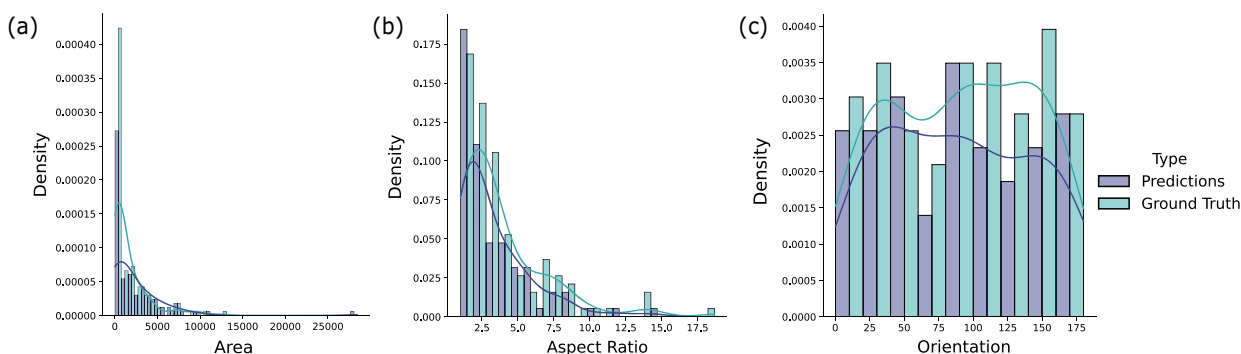 (a)
Density
0.00040
0.00035
0.00030
0.00025
0.00020
0.00015
0.00010
0.00005
0.00000
0 5000 10000 15000 20000 25000
Area
(b)
Density
0.175
0.150
0.125
0.100
0.075
0.050
0.025
0.000
2.5 5.0 7.5 10.0 12.5 15.0 17.5
Aspect Ratio
(c)
Density
0.0040
0.0035
0.0030
0.0025
0.0020
0.0015
0.0010
0.0005
0.0000
0 25 50 75 100 125 150 175
Orientation
Type
Predictions
Ground Truth